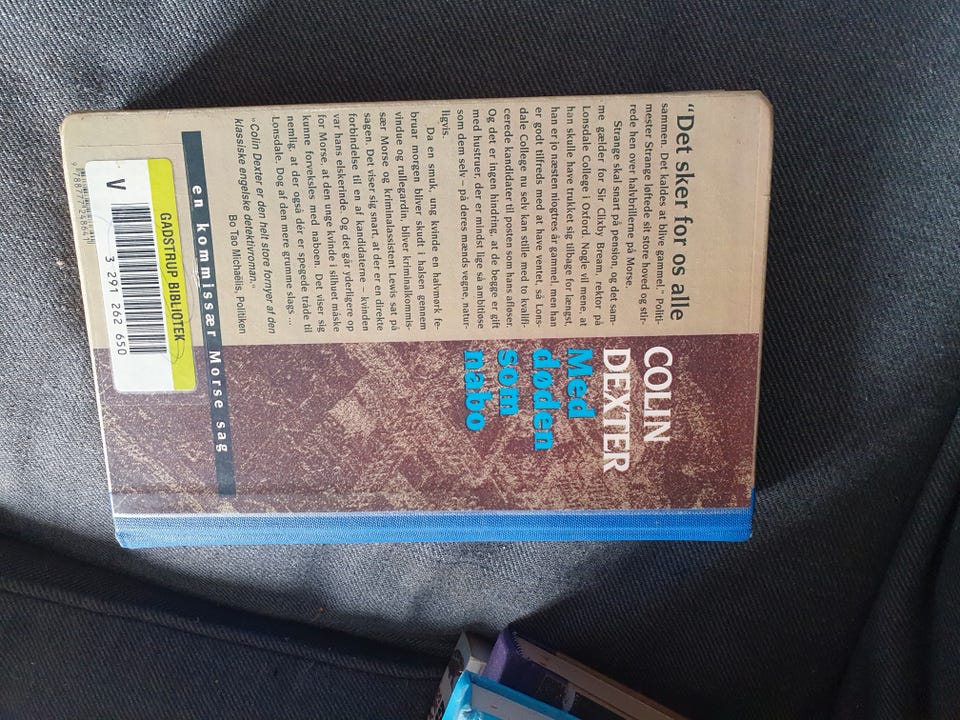 "Det sker for os alle
sammen. Det kaldes at blive gammel." Politi-
mester Strange løftede sit store hoved og stir-
rede hen over halvbrillerne på Morse.
Strange skal snart på pension, og det sam-
me gælder for Sir Clixby Bream, rektor på
Lonsdale College i Oxford. Nogle vil mene, at
han skulle have trukket sig tilbage for længst,
han er jo næsten niogtres år gammel, men han
er godt tilfreds med at have ventet, så Lons-
dale College nu selv kan stille med to kvalifi-
cerede kandidater til posten som hans afløser.
Og det er ingen hindring, at de begge er gift
med hustruer, der er mindst lige så ambitiøse
som dem selv – på deres mænds vegne, natur-
ligvis.
Da en smuk, ung kvinde en halvmørk fe-
bruar morgen bliver skudt i halsen gennem
vindue og rullegardin, bliver kriminalkommis-
sær Morse og kriminalassistent Lewis sat på
sagen. Det viser sig snart, at der er en direkte
forbindelse til en af kandidaterne – kvinden
var hans elskerinde. Og det går yderligere op
for Morse, at den unge kvinde i silhuet måske
kunne forveksles med naboen. Det viser sig
nemlig, at der også dér er spegede tråde til
Lonsdale. Dog af den mere grumme slags ...
"Colin Dexter er den helt store fornyer af den
klassiske engelske detektivroman."
Bo Tao Michaëlis, Politiken
COLIN
DEXTER
Med
døden
som
nabo
en kommissær Morse sag
GADSTRUP BIBLIOTEK
3 291 262 650
V